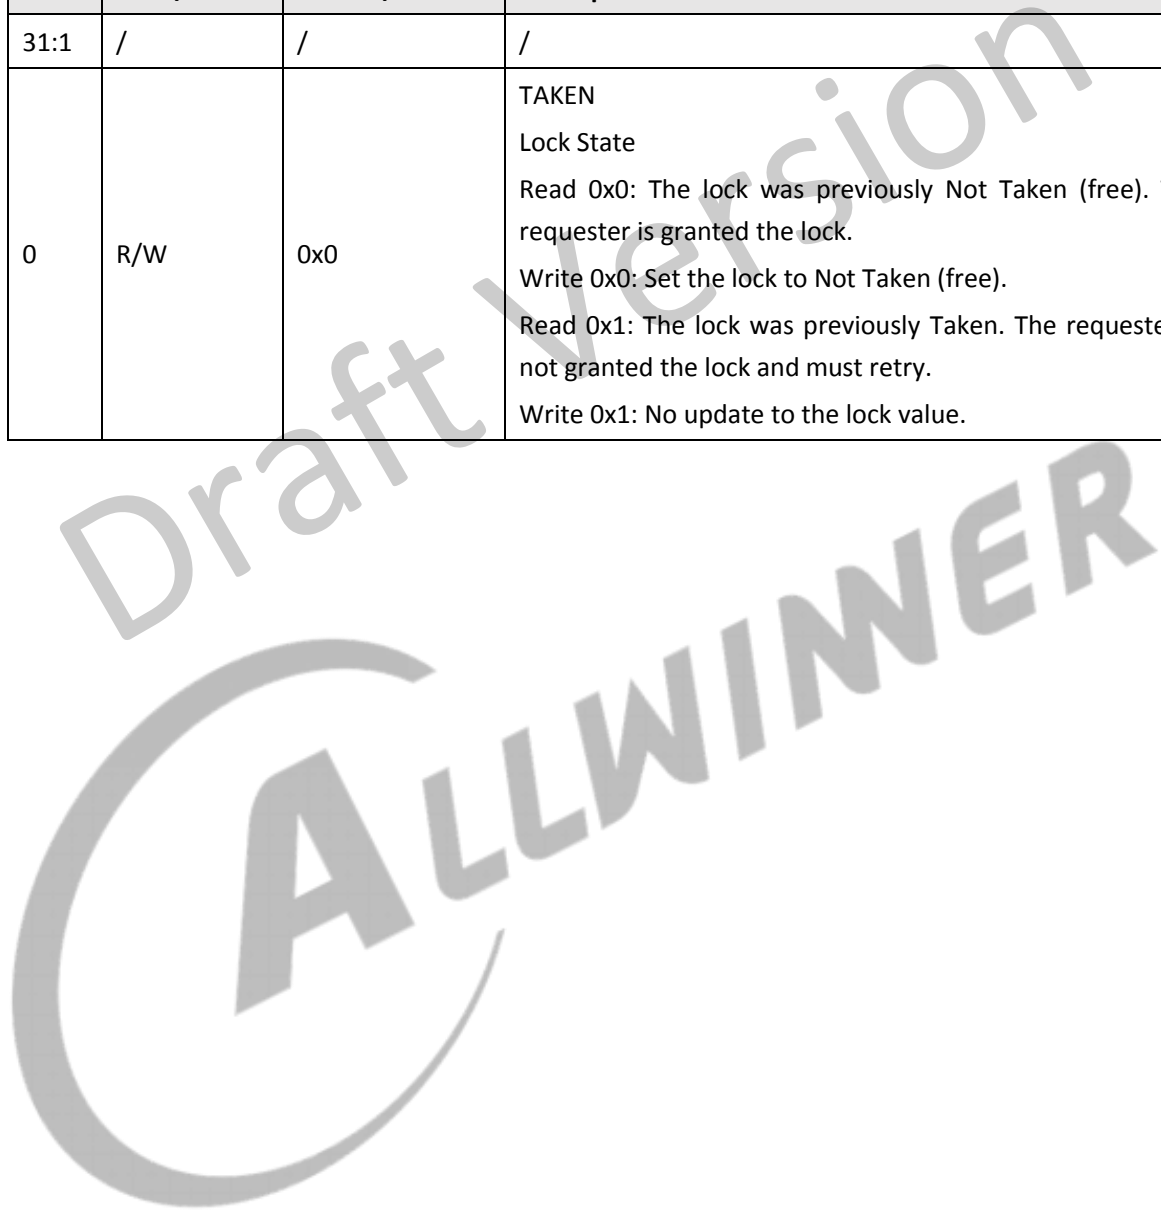 31:1 / / /
TAKEN
Lock State
Read 0x0: The lock was previously Not Taken (free).
requester is granted the lock.
0 R/W 0x0
Write 0x0: Set the lock to Not Taken (free).
Read 0x1: The lock was previously Taken. The
not granted the lock and must retry.
Write 0x1: No update to the lock value.
Draft Version
ALLWINNER